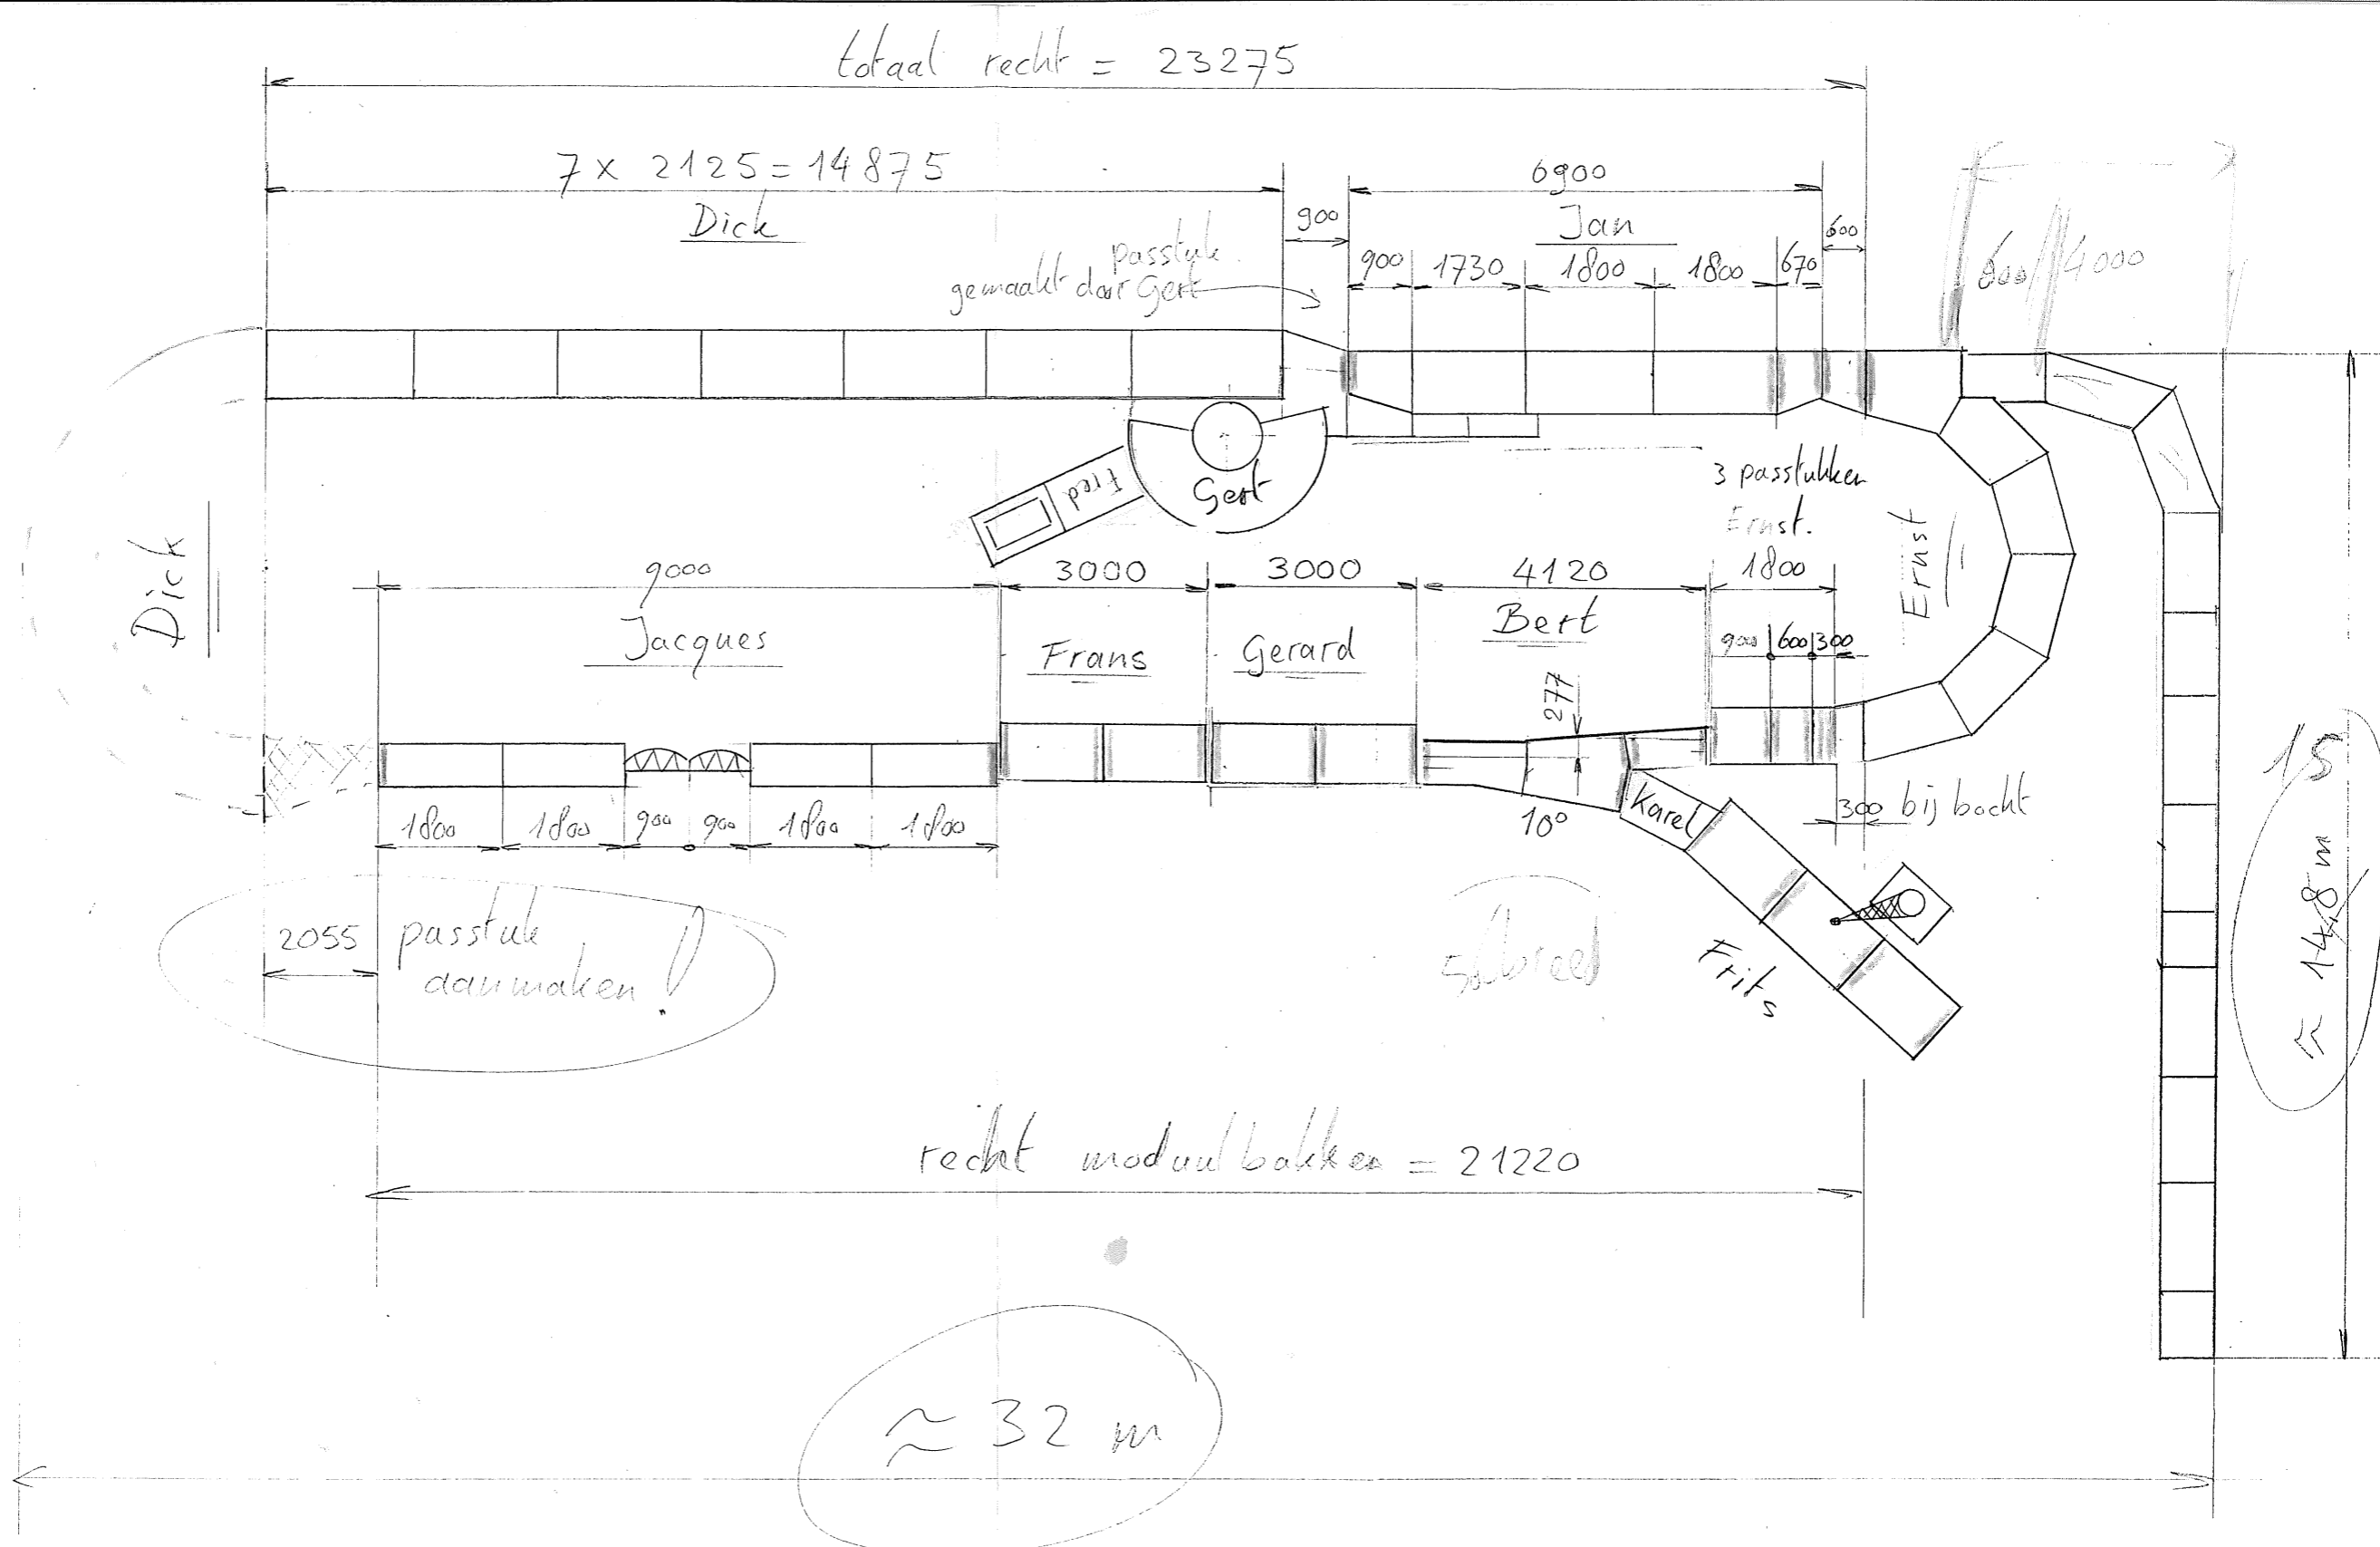 totaal recht = 23275
7 x 2125 = 14875
Dick
6900
Jan
900
600
passtuk
gemaakt door Gert
900 1730 1800 1800 670
600 4000
Fred
Gert
3 passtukken
Ernst.
Ernst
Dick
9000
3000
3000
4120
1800
Jacques
Frans
Gerard
Bert
900 600 300
277
1800 1800 900 900 1800 1800
10°
Karel
300 bij bocht
Frits
2055
passtuk
aanmaken!
15
≈ 14,8 m
recht moduulbakken = 21220
≈ 32 m